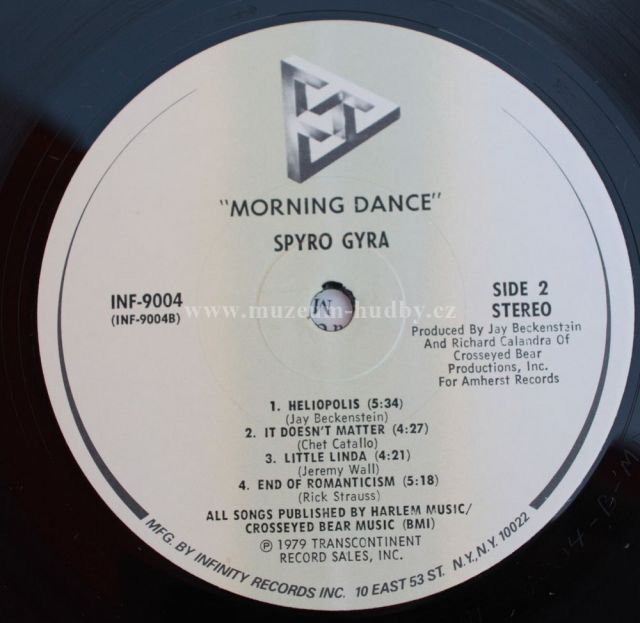 "MORNING DANCE"
SPYRO GYRA
INF-9004
(INF-9004B)
www.muzeum-hudby.cz
SIDE 2
STEREO
Produced By Jay Beckenstein
And Richard Calandra Of
Crosseyed Bear
Productions, Inc.
For Amherst Records
1. HELIOPOLIS (5:34)
(Jay Beckenstein)
2. IT DOESN'T MATTER (4:27)
(Chet Catallo)
3. LITTLE LINDA (4:21)
(Jeremy Wall)
4. END OF ROMANTICISM (5:18)
(Rick Strauss)
ALL SONGS PUBLISHED BY HARLEM MUSIC/
CROSSEYED BEAR MUSIC (BMI)
℗ 1979 TRANSCONTINENT
RECORD SALES, INC.
MFG. BY INFINITY RECORDS INC. 10 EAST 53 ST. N.Y., N.Y. 10022